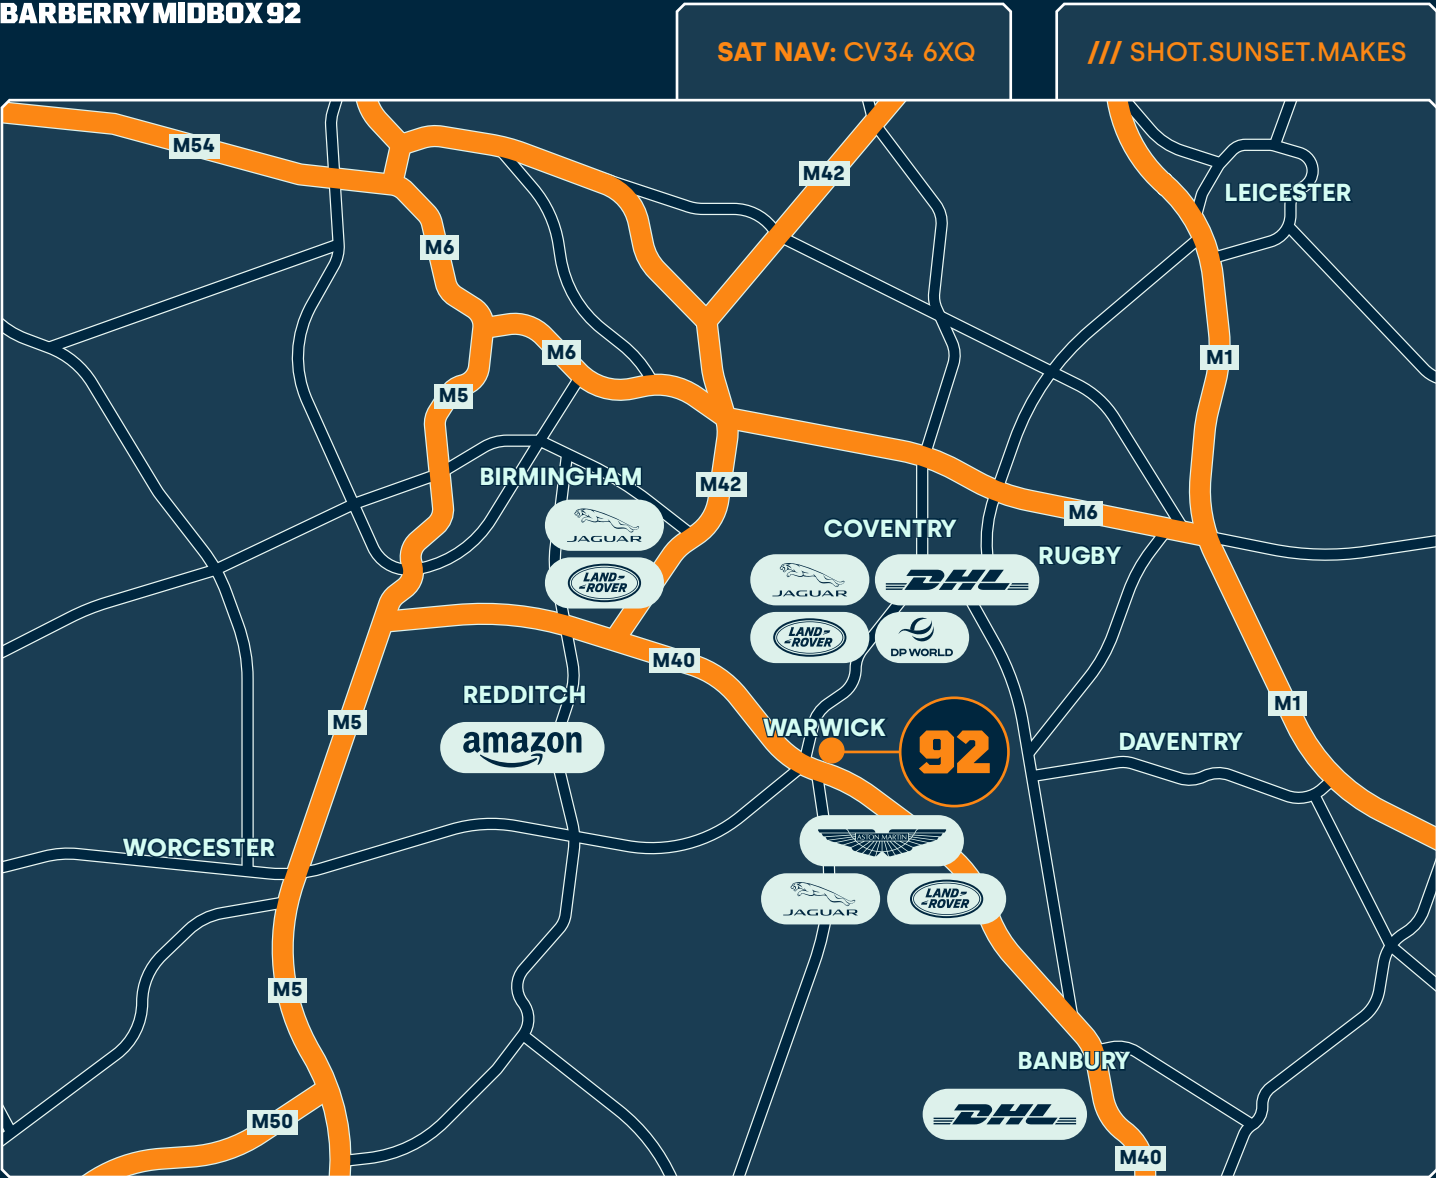 BARBERRY MIDBOX 92
SAT NAV: CV34 6XQ
/// SHOT.SUNSET.MAKES
M54
M42
LEICESTER
M6
M6
M1
M5
BIRMINGHAM
M42
JAGUAR
LAND-
-ROVER
COVENTRY
M6
RUGBY
JAGUAR
DHL
LAND-
-ROVER
DP WORLD
M40
REDDITCH
amazon
M5
WARWICK
92
M1
DAVENTRY
WORCESTER
ASTON MARTIN
JAGUAR
LAND-
-ROVER
M5
BANBURY
DHL
M50
M40